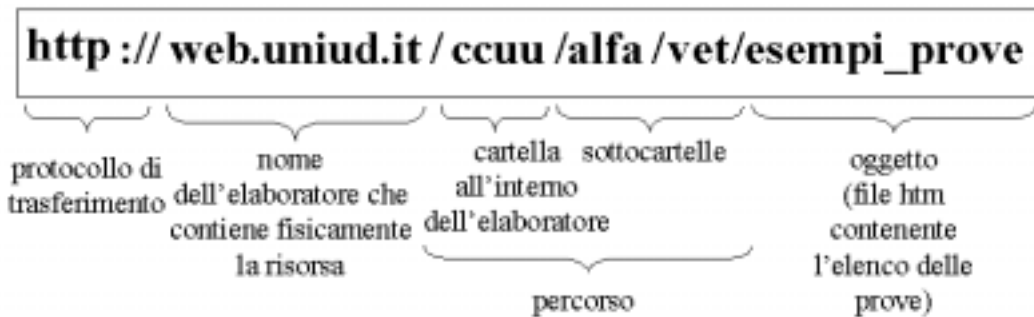 http :// web.uniud.it / ccuu /alfa /vet/esempi_prove
protocollo di
trasferimento
nome
dell'elaboratore che
contiene fisicamente
la risorsa
cartella
all'interno
dell'elaboratore
sottocartelle
percorso
oggetto
(file htm
contenente
l'elenco delle
prove)